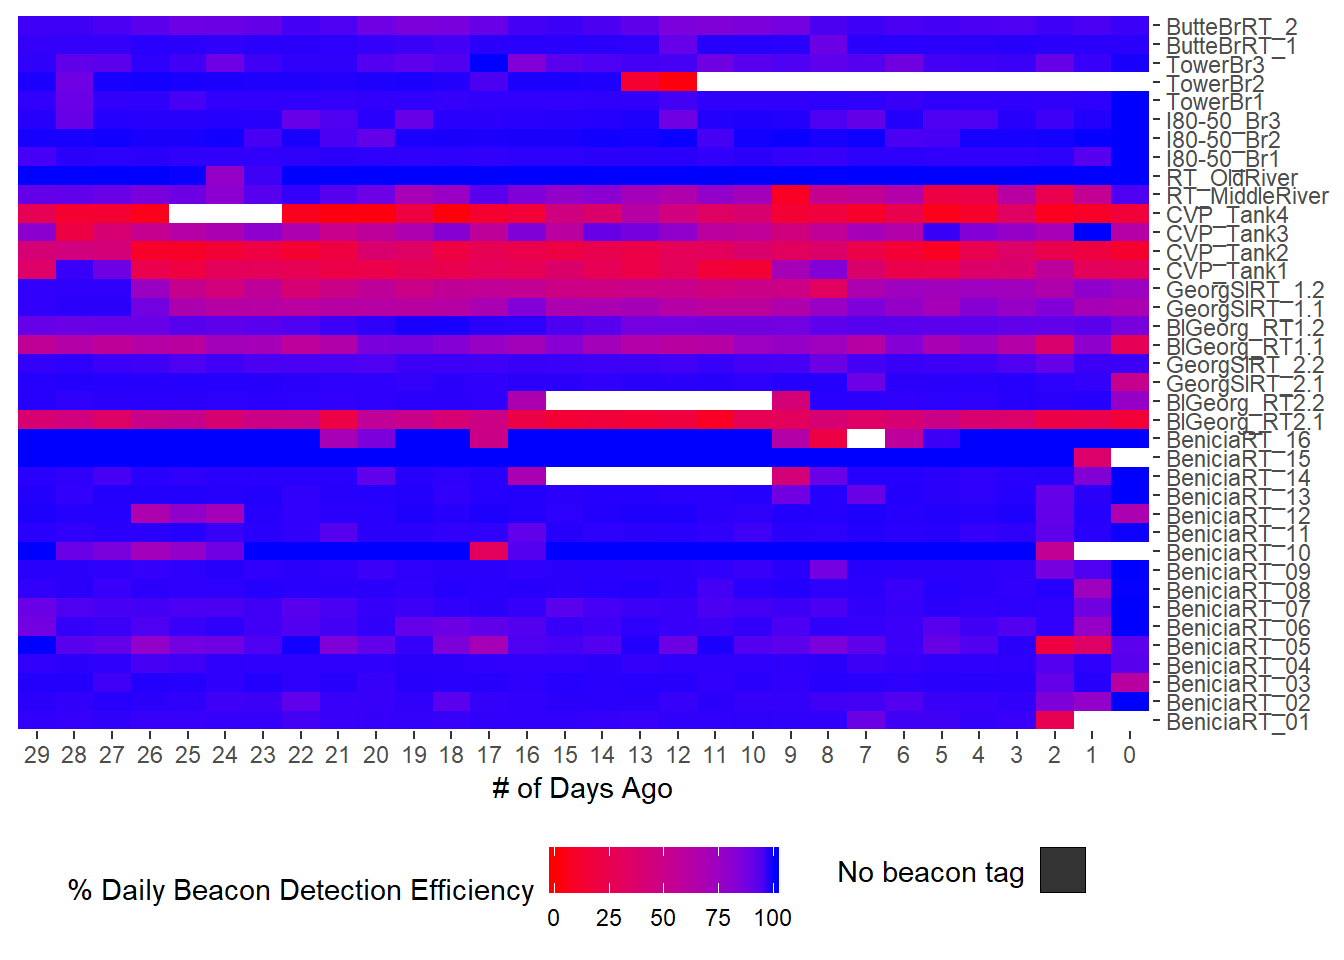 ButteBrRT_2
ButteBrRT_1
TowerBr3
TowerBr2
TowerBr1
I80-50_Br3
I80-50_Br2
I80-50_Br1
RT_OldRiver
RT_MiddleRiver
CVP_Tank4
CVP_Tank3
CVP_Tank2
CVP_Tank1
GeorgSlRT_1.2
GeorgSlRT_1.1
BlGeorg_RT1.2
BlGeorg_RT1.1
GeorgSlRT_2.2
GeorgSlRT_2.1
BlGeorg_RT2.2
BlGeorg_RT2.1
BeniciaRT_16
BeniciaRT_15
BeniciaRT_14
BeniciaRT_13
BeniciaRT_12
BeniciaRT_11
BeniciaRT_10
BeniciaRT_09
BeniciaRT_08
BeniciaRT_07
BeniciaRT_06
BeniciaRT_05
BeniciaRT_04
BeniciaRT_03
BeniciaRT_02
BeniciaRT_01
29 28 27 26 25 24 23 22 21 20 19 18 17 16 15 14 13 12 11 10 9 8 7 6 5 4 3 2 1 0
# of Days Ago
% Daily Beacon Detection Efficiency
0 25 50 75 100
No beacon tag